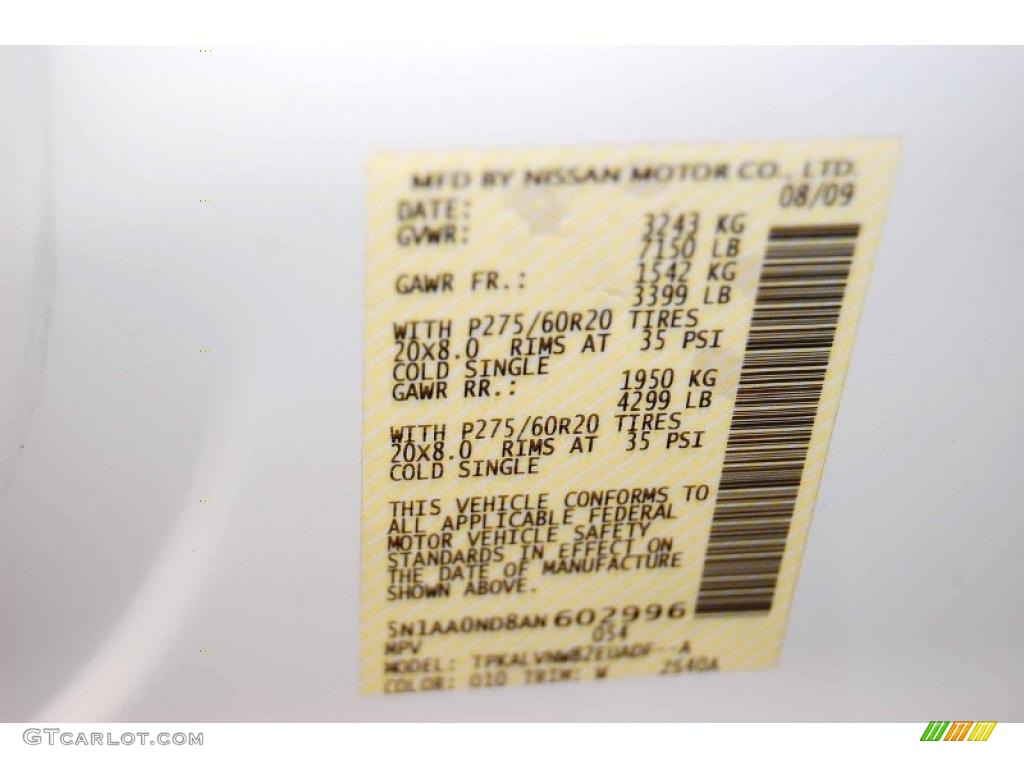 MFD BY NISSAN MOTOR CO., LTD.
DATE: 08/09
GVWR: 3243 KG
7150 LB
GAWR FR.: 1542 KG
3399 LB
WITH P275/60R20 TIRES
20X8.0 RIMS AT 35 PSI
COLD SINGLE
GAWR RR.: 1950 KG
4299 LB
WITH P275/60R20 TIRES
20X8.0 RIMS AT 35 PSI
COLD SINGLE
THIS VEHICLE CONFORMS TO
ALL APPLICABLE FEDERAL
MOTOR VEHICLE SAFETY
STANDARDS IN EFFECT ON
THE DATE OF MANUFACTURE
SHOWN ABOVE.
5N1AA0ND8AN602996
MPV 054
MODEL:
COLOR: 010 TRIM: W 2S40A
GTCARLOT.COM